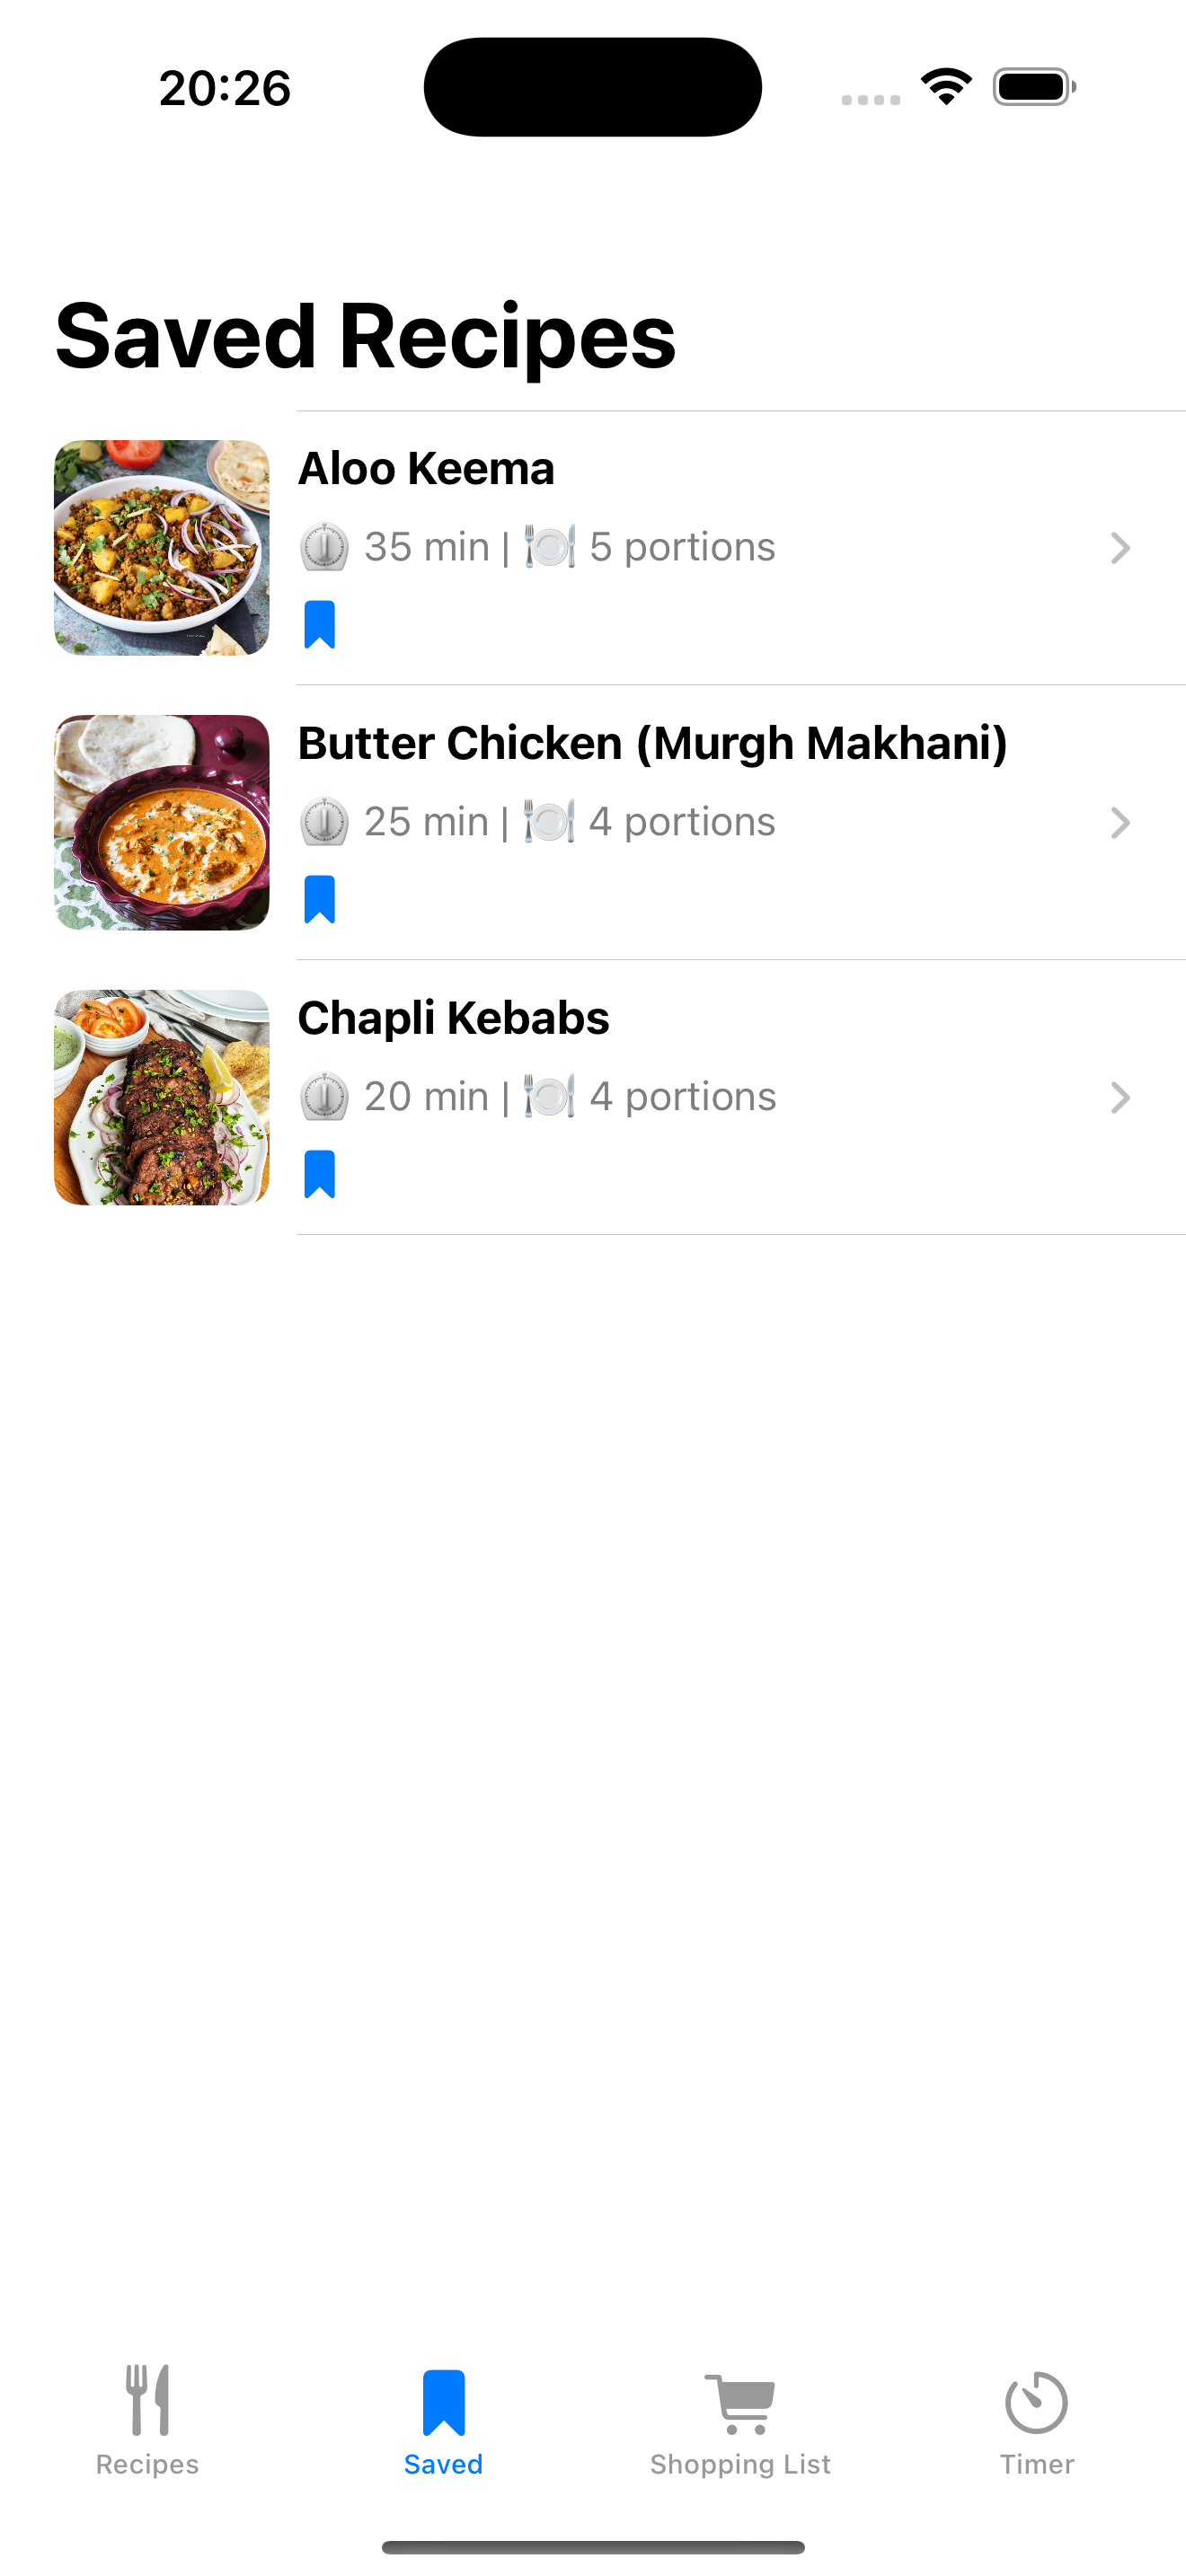 20:26
Saved Recipes
Aloo Keema
35 min | 5 portions
Butter Chicken (Murgh Makhani)
25 min | 4 portions
Chapli Kebabs
20 min | 4 portions
Recipes
Saved
Shopping List
Timer